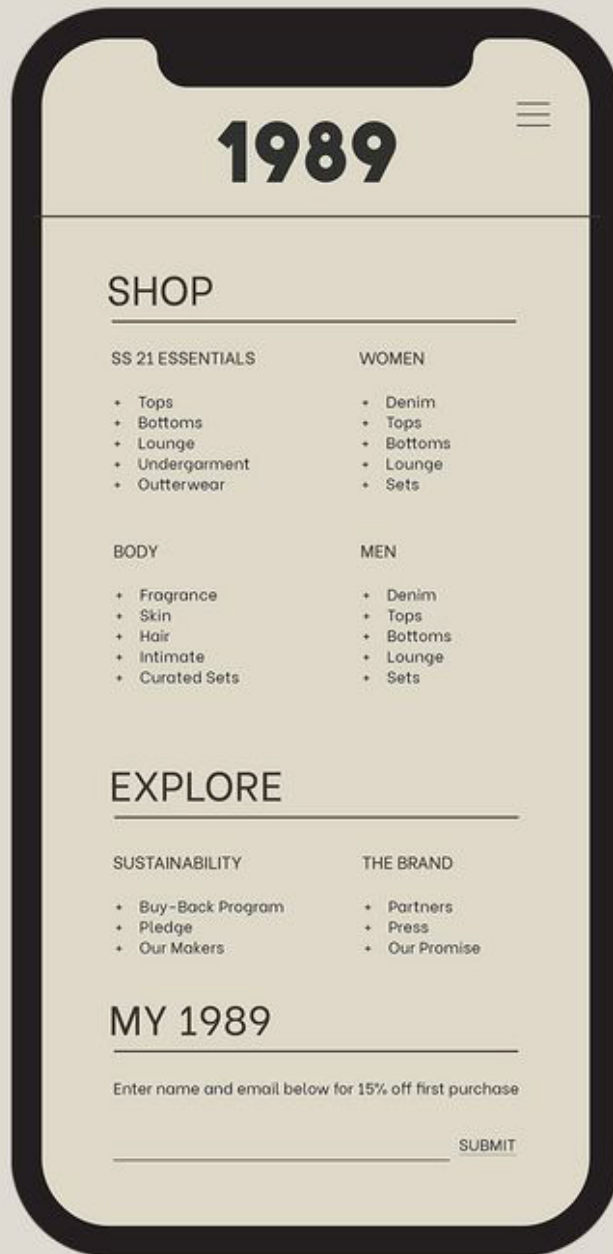 1989
SHOP
SS 21 ESSENTIALS
+ Tops
+ Bottoms
+ Lounge
+ Undergarment
+ Outterwear
WOMEN
+ Denim
+ Tops
+ Bottoms
+ Lounge
+ Sets
BODY
+ Fragrance
+ Skin
+ Hair
+ Intimate
+ Curated Sets
MEN
+ Denim
+ Tops
+ Bottoms
+ Lounge
+ Sets
EXPLORE
SUSTAINABILITY
+ Buy-Back Program
+ Pledge
+ Our Makers
THE BRAND
+ Partners
+ Press
+ Our Promise
MY 1989
Enter name and email below for 15% off first purchase
SUBMIT